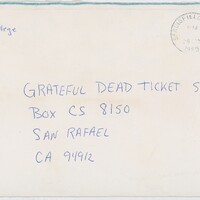 GRATEFUL DEAD TICKET S
BOX CS 8150
SAN RAFAEL
CA 94912